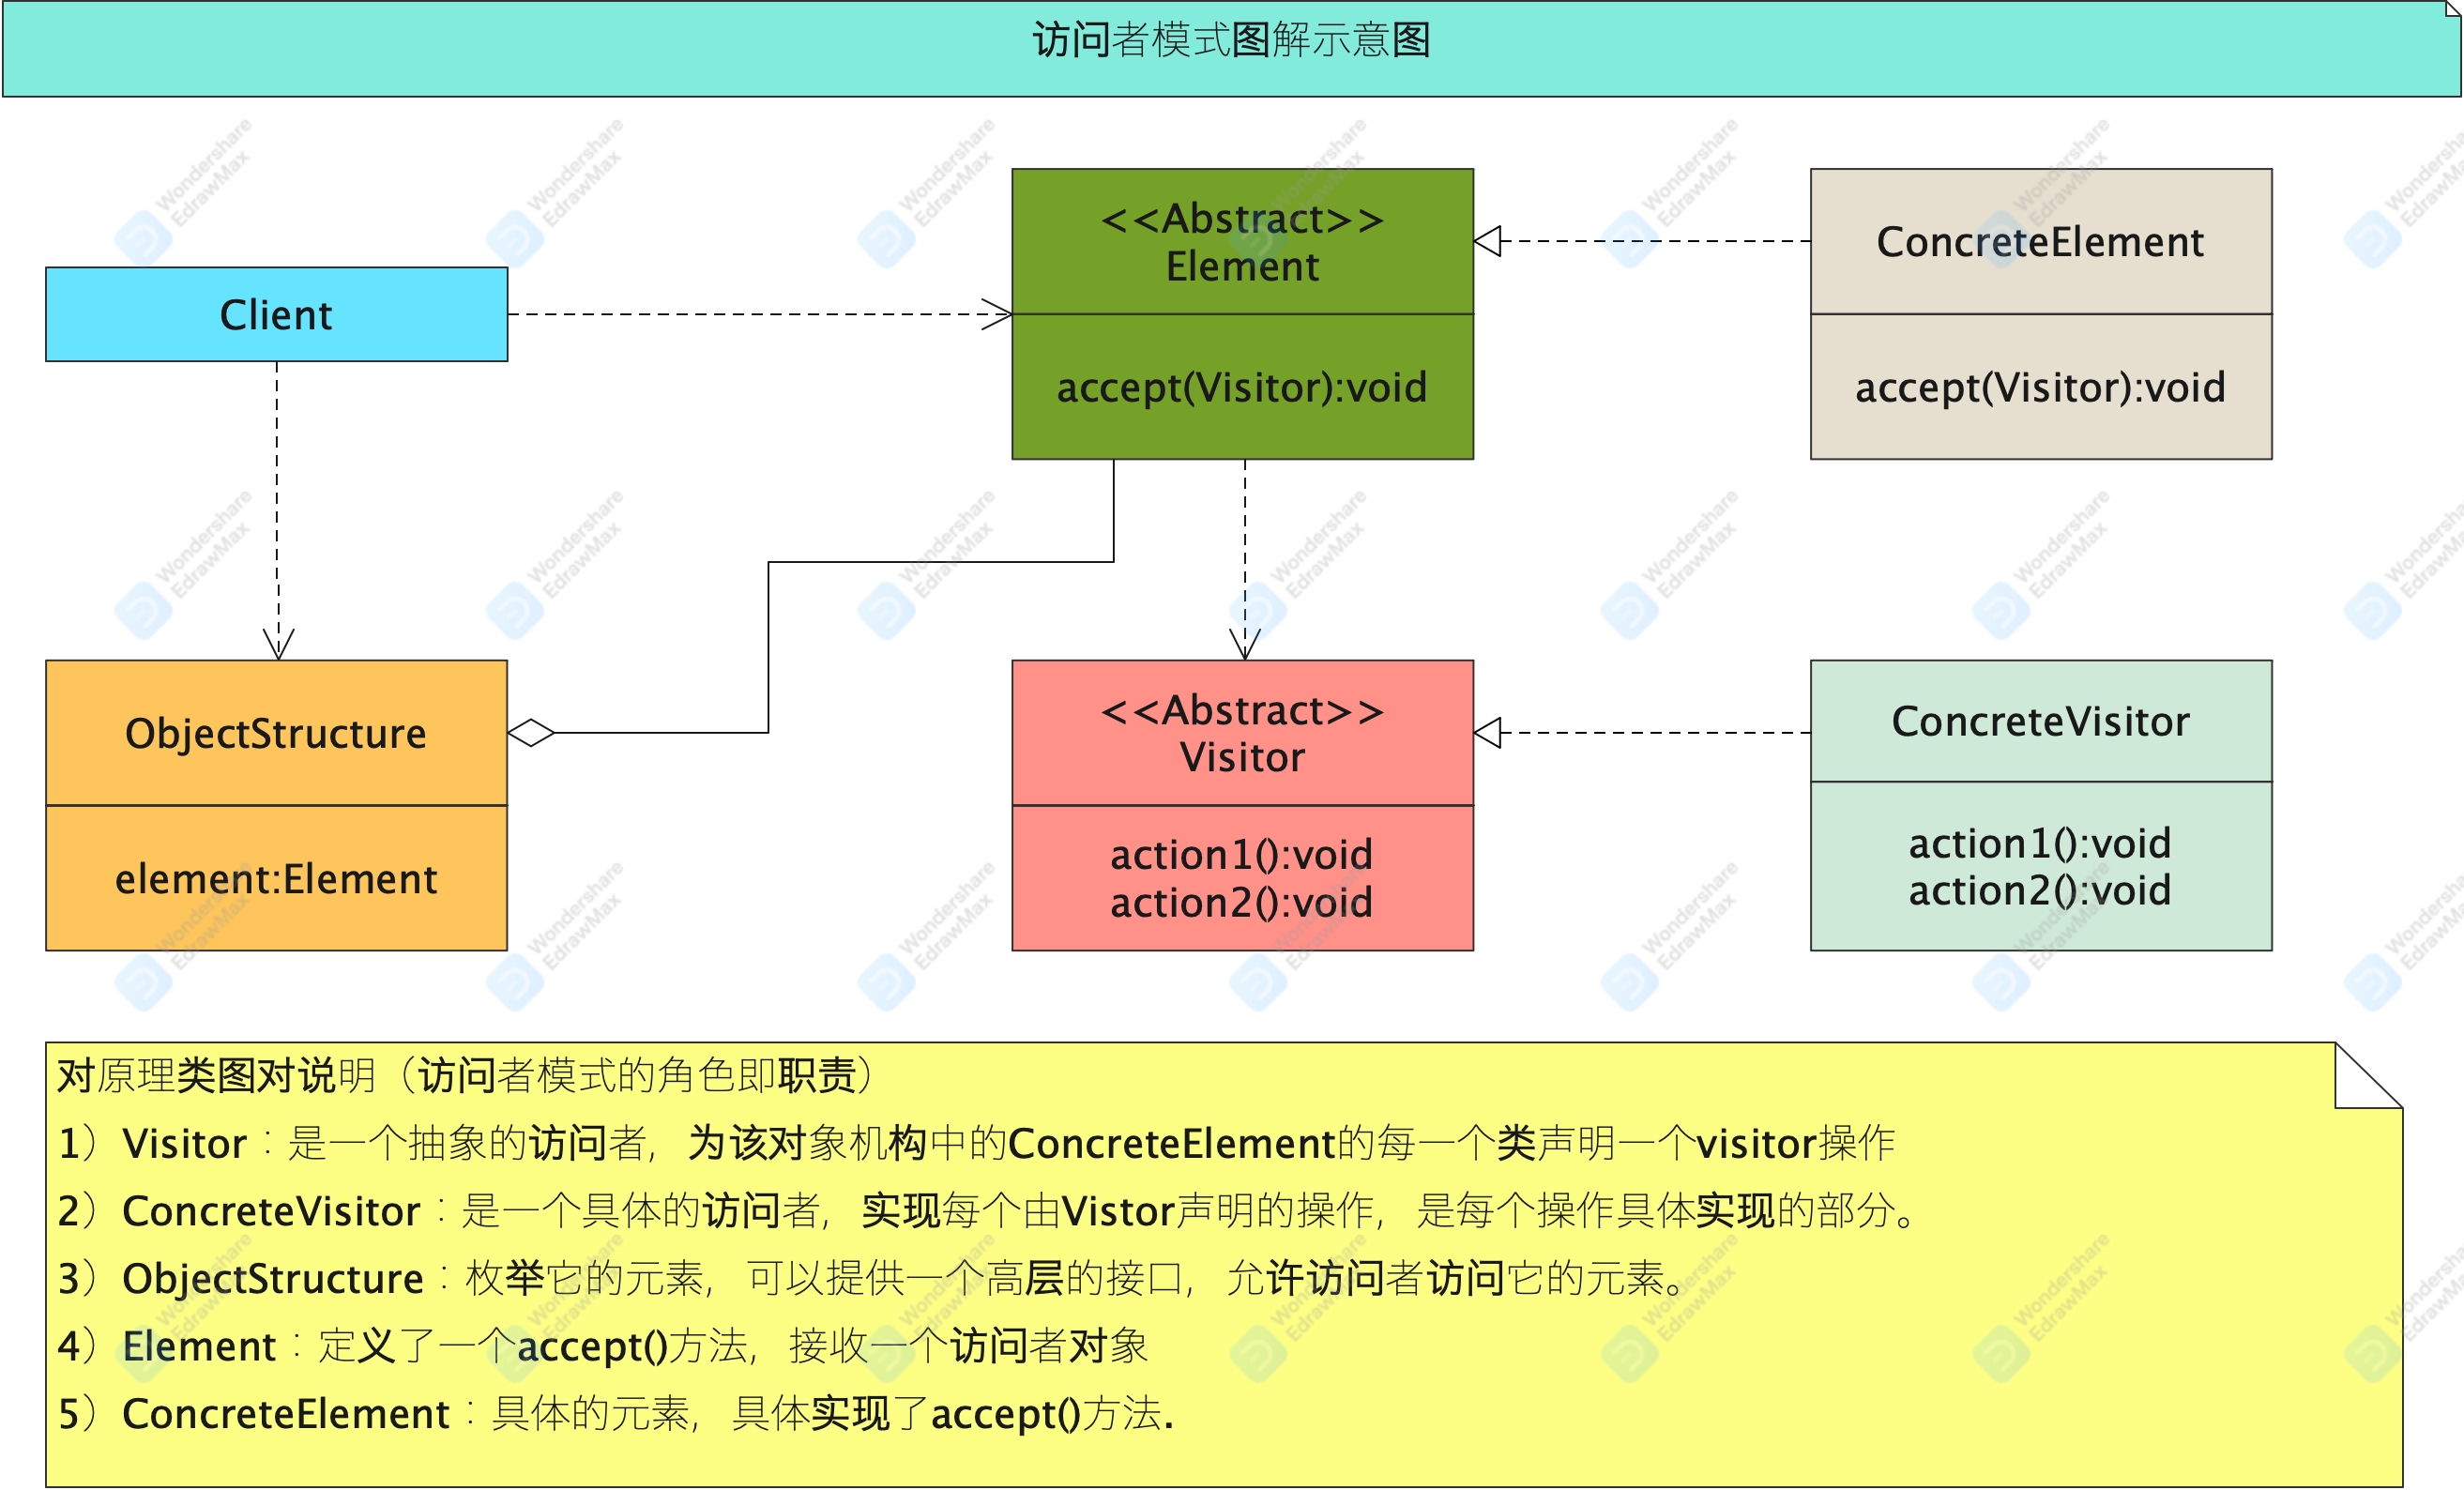 访问者模式图解示意图
Client
<<Abstract>>
Element
accept(Visitor):void
ConcreteElement
accept(Visitor):void
ObjectStructure
element:Element
<<Abstract>>
Visitor
action1():void
action2():void
ConcreteVisitor
action1():void
action2():void
对原理类图对说明（访问者模式的角色即职责）
1）Visitor：是一个抽象的访问者，为该对象机构中的ConcreteElement的每一个类声明一个visitor操作
2）ConcreteVisitor：是一个具体的访问者，实现每个由Vistor声明的操作，是每个操作具体实现的部分。
3）ObjectStructure：枚举它的元素，可以提供一个高层的接口，允许访问者访问它的元素。
4）Element：定义了一个accept()方法，接收一个访问者对象
5）ConcreteElement：具体的元素，具体实现了accept()方法.
Wondershare
EdrawMax